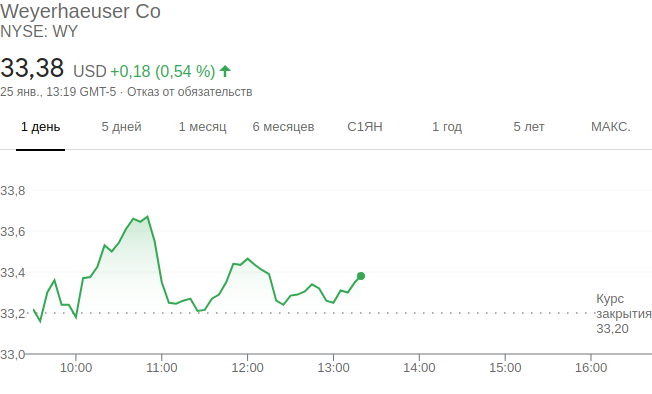 Weyerhaeuser Co
NYSE: WY
33,38 USD +0,18 (0,54 %)
25 янв., 13:19 GMT-5 · Отказ от обязательств
1 день 5 дней 1 месяц 6 месяцев С1ЯН 1 год 5 лет МАКС.
33,8
33,6
33,4
33,2
33,0
Курс
закрытия
33,20
10:00 11:00 12:00 13:00 14:00 15:00 16:00